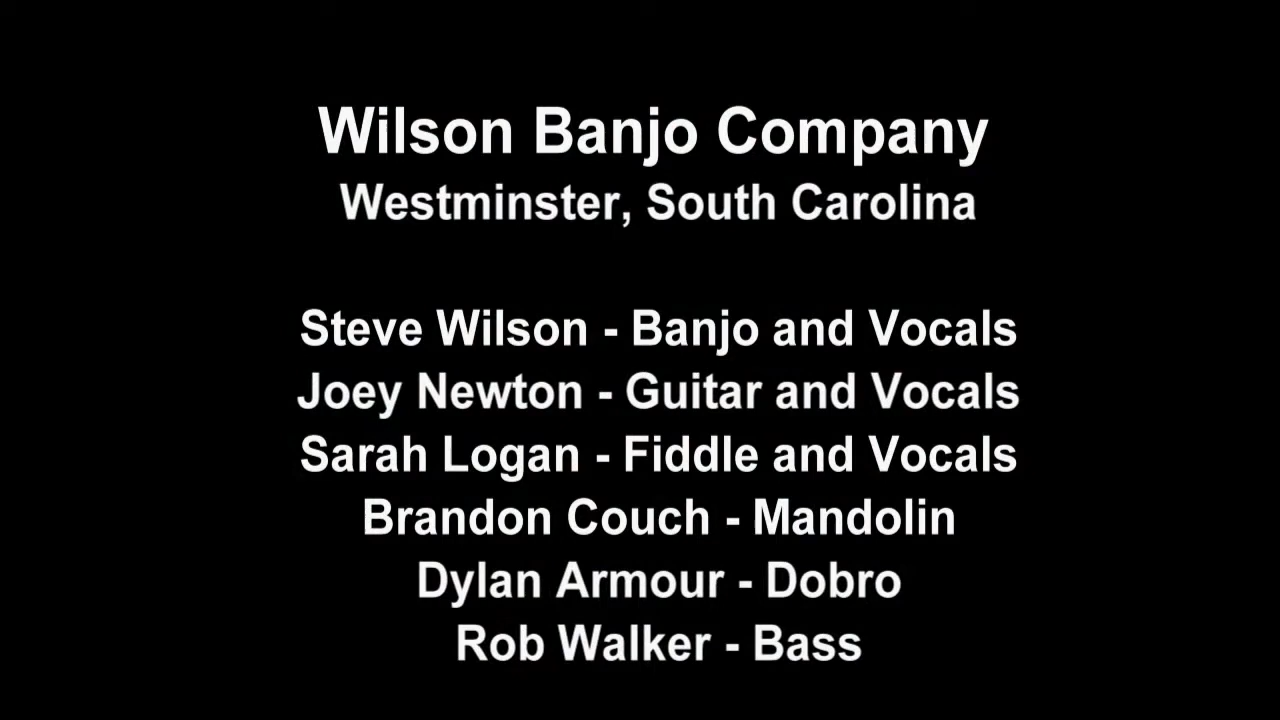 Wilson Banjo Company
Westminster, South Carolina
Steve Wilson - Banjo and Vocals
Joey Newton - Guitar and Vocals
Sarah Logan - Fiddle and Vocals
Brandon Couch - Mandolin
Dylan Armour - Dobro
Rob Walker - Bass